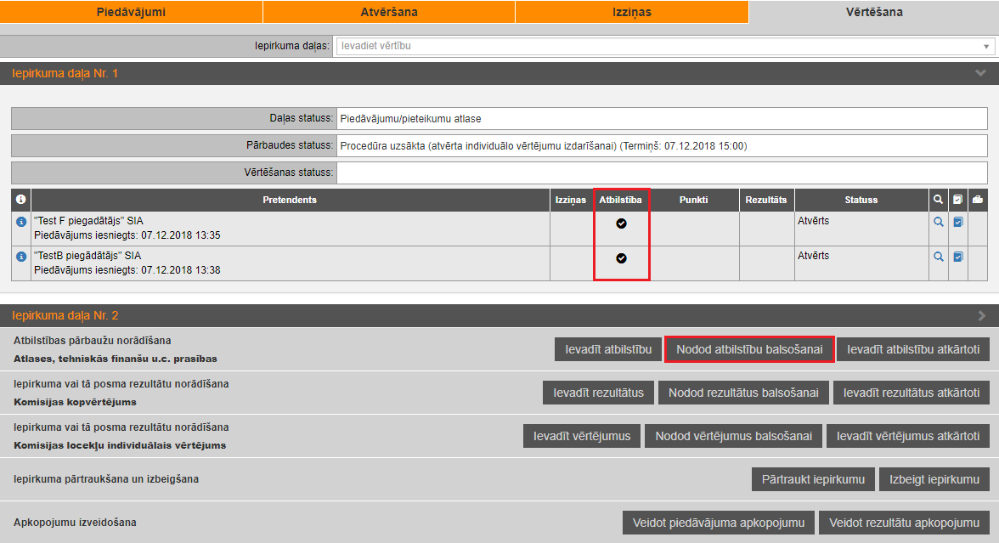 Piedāvājumi Atvēršana Izziņas Vērtēšana
Iepirkuma daļas: Ievadiet vērtību
Iepirkuma daļa Nr. 1
Daļas statuss: Piedāvājumu/pieteikumu atlase
Pārbaudes statuss: Procedūra uzsākta (atvērta individuālo vērtējumu izdarīšanai) (Termiņš: 07.12.2018 15:00)
Vērtēšanas statuss:
Pretendents Izziņas Atbilstība Punkti Rezultāts Statuss
"Test F piegadātājs" SIA Atvērts
Piedāvājums iesniegts: 07.12.2018 13:35
"TestB piegādātājs" SIA Atvērts
Piedāvājums iesniegts: 07.12.2018 13:38
Iepirkuma daļa Nr. 2
Atbilstības pārbaužu norādīšana
Atlases, tehniskās finanšu u.c. prasības
Ievadīt atbilstību Nodod atbilstību balsošanai Ievadīt atbilstību atkārtoti
Iepirkuma vai tā posma rezultātu norādīšana
Komisijas kopvērtējums
Ievadīt rezultātus Nodod rezultātus balsošanai Ievadīt rezultātus atkārtoti
Iepirkuma vai tā posma rezultātu norādīšana
Komisijas locekļu individuālais vērtējums
Ievadīt vērtējumus Nodod vērtējumus balsošanai Ievadīt vērtējumus atkārtoti
Iepirkuma pārtraukšana un izbeigšana Pārtraukt iepirkumu Izbeigt iepirkumu
Apkopojumu izveidošana Veidot piedāvājuma apkopojumu Veidot rezultātu apkopojumu